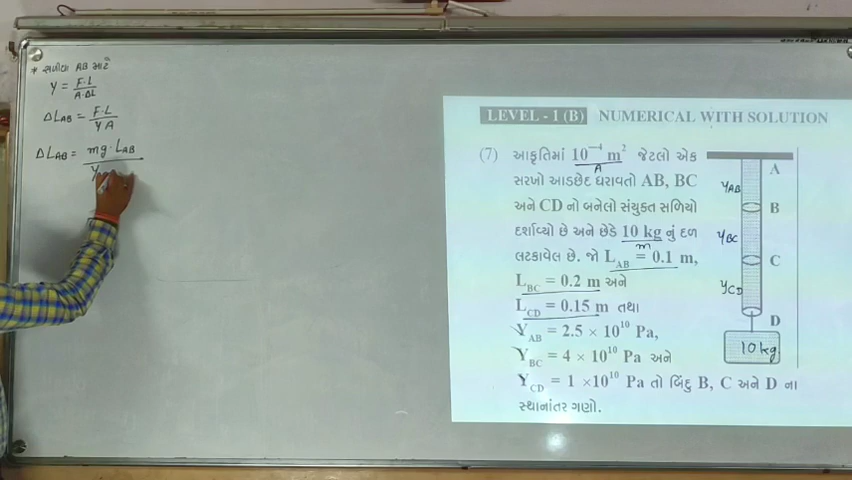 * સળીયા AB માટે
Y = F·L / A·ΔL
ΔL_AB = F·L / Y A
ΔL_AB = mg·L_AB / Y
LEVEL - 1 (B) NUMERICAL WITH SOLUTION
(7) આકૃતિમાં 10⁻⁴ m² જેટલો એક
A
સરખો આડછેદ ધરાવતો AB, BC
અને CD નો બનેલો સંયુક્ત સળિયો
દર્શાવ્યો છે અને છેડે 10 kg નું દળ
m
લટકાવેલ છે. જો L_AB = 0.1 m,
L_BC = 0.2 m અને
L_CD = 0.15 m તથા
Y_AB = 2.5 × 10¹⁰ Pa,
Y_BC = 4 × 10¹⁰ Pa અને
Y_CD = 1 ×10¹⁰ Pa તો બિંદુ B, C અને D ના
સ્થાનાંતર ગણો.
A
Y_AB
B
Y_BC
C
Y_CD
D
10 kg